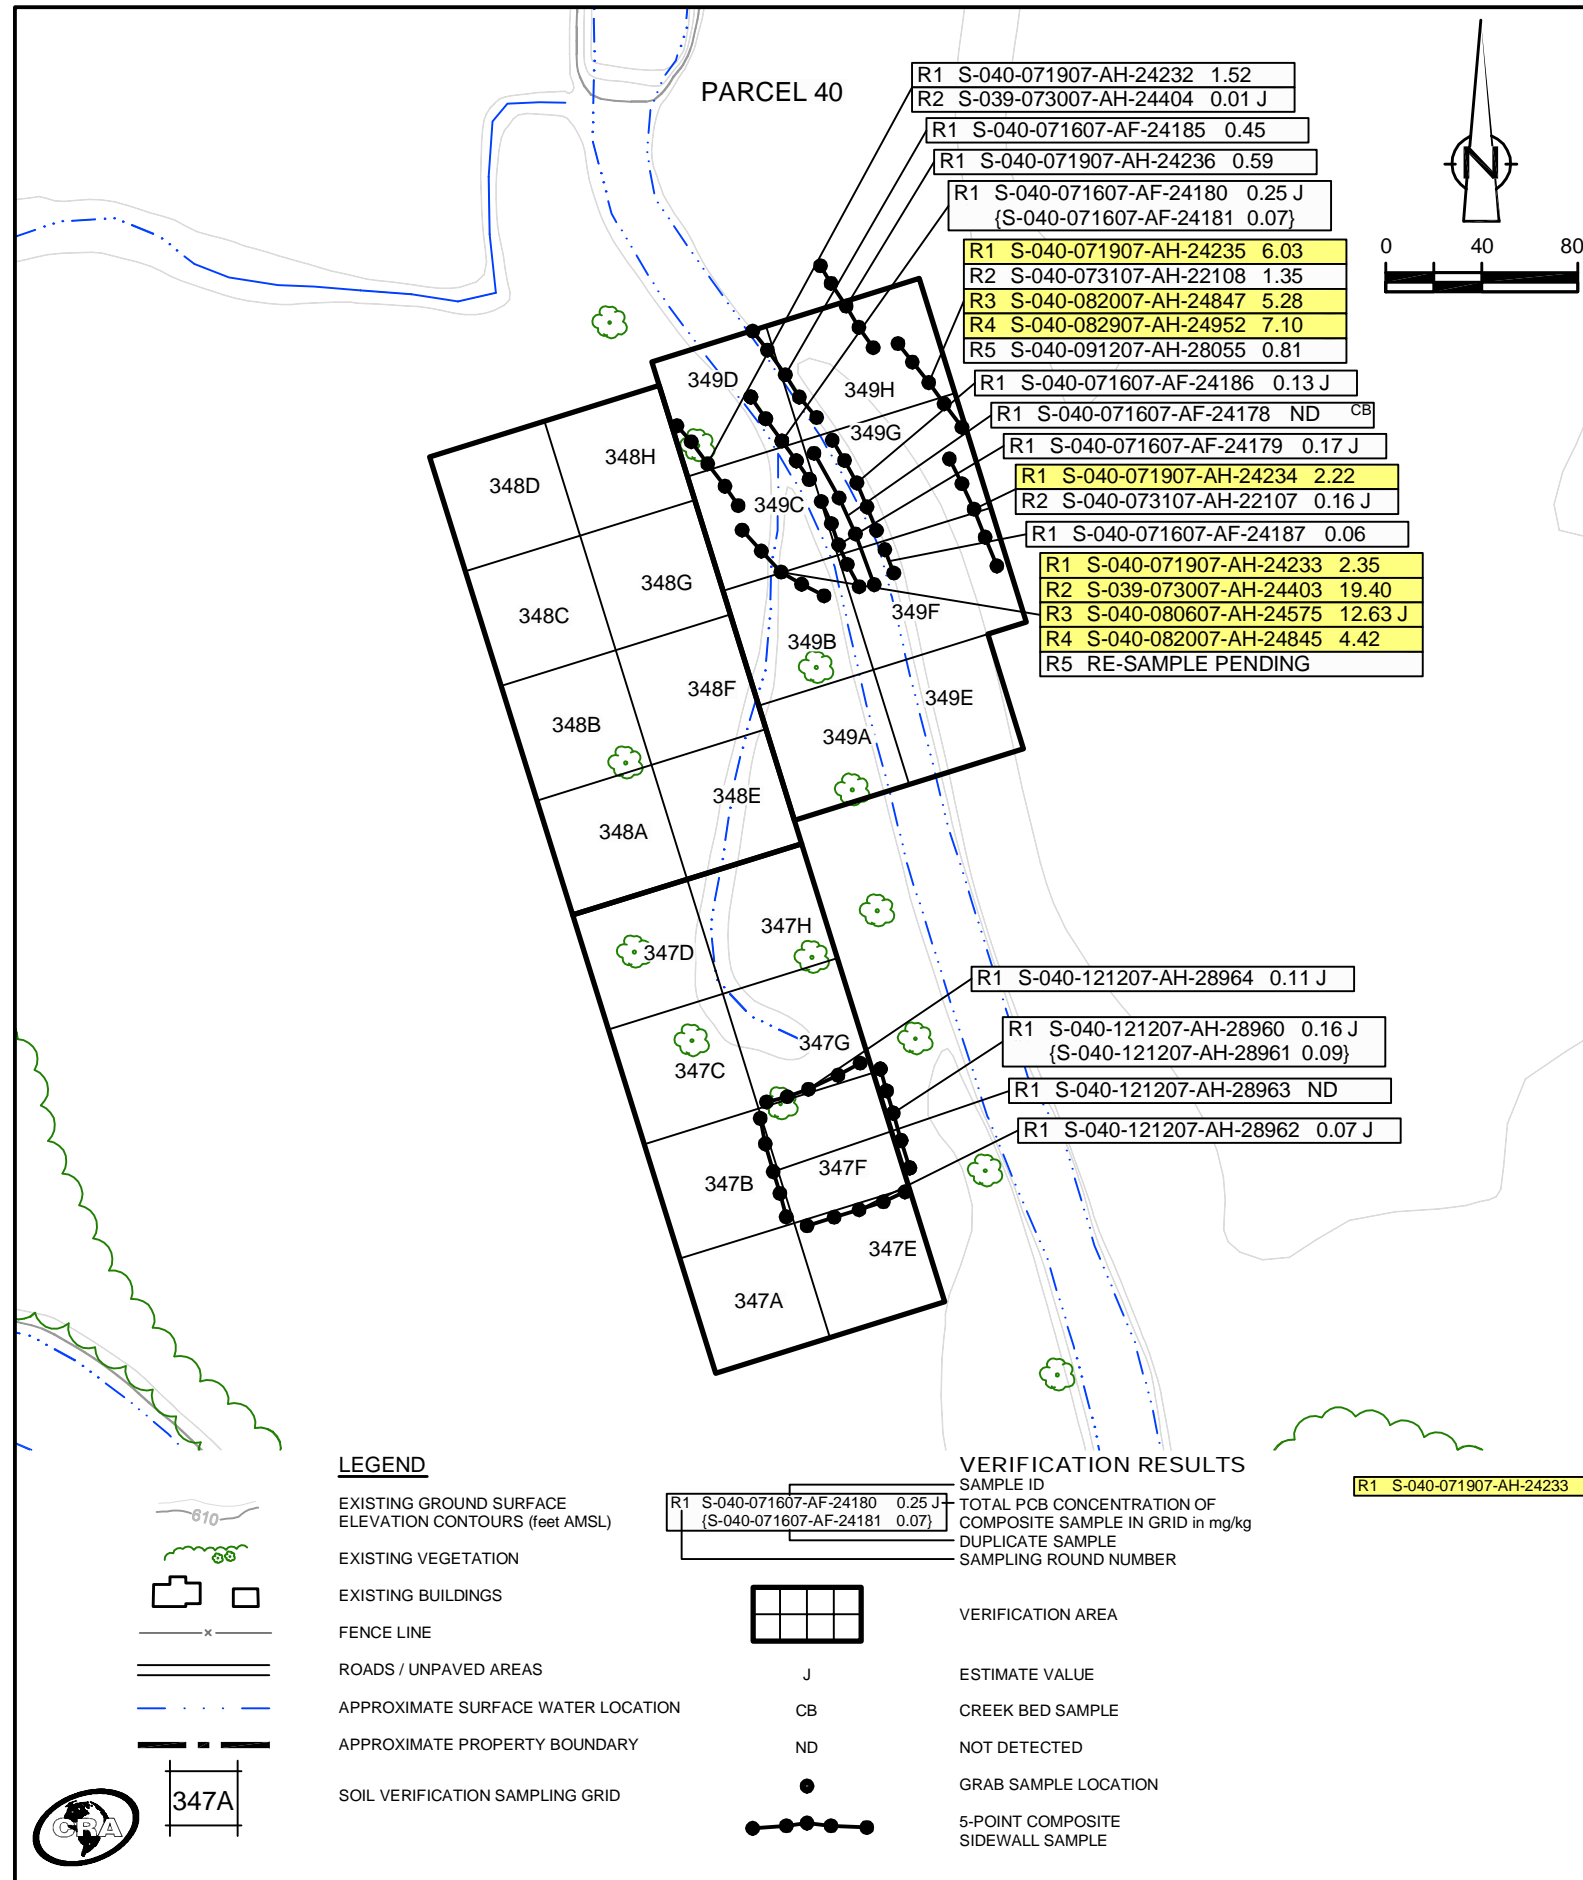 PARCEL 40
R1 S-040-071907-AH-24232 1.52
R2 S-039-073007-AH-24404 0.01 J
R1 S-040-071607-AF-24185 0.45
R1 S-040-071907-AH-24236 0.59
R1 S-040-071607-AF-24180 0.25 J
{S-040-071607-AF-24181 0.07}
R1 S-040-071907-AH-24235 6.03
R2 S-040-073107-AH-22108 1.35
R3 S-040-082007-AH-24847 5.28
R4 S-040-082907-AH-24952 7.10
R5 S-040-091207-AH-28055 0.81
R1 S-040-071607-AF-24186 0.13 J
R1 S-040-071607-AF-24178 ND CB
R1 S-040-071607-AF-24179 0.17 J
R1 S-040-071907-AH-24234 2.22
R2 S-040-073107-AH-22107 0.16 J
R1 S-040-071607-AF-24187 0.06
R1 S-040-071907-AH-24233 2.35
R2 S-039-073007-AH-24403 19.40
R3 S-040-080607-AH-24575 12.63 J
R4 S-040-082007-AH-24845 4.42
R5 RE-SAMPLE PENDING
N
0 40 80
349D
349H
349G
349C
349F
349B
349E
349A
348D
348H
348G
348C
348F
348B
348E
348A
347H
347D
347G
347C
347F
347B
347E
347A
R1 S-040-121207-AH-28964 0.11 J
R1 S-040-121207-AH-28960 0.16 J
{S-040-121207-AH-28961 0.09}
R1 S-040-121207-AH-28963 ND
R1 S-040-121207-AH-28962 0.07 J
LEGEND
610
EXISTING GROUND SURFACE
ELEVATION CONTOURS (feet AMSL)
EXISTING VEGETATION
EXISTING BUILDINGS
x
FENCE LINE
ROADS / UNPAVED AREAS
APPROXIMATE SURFACE WATER LOCATION
APPROXIMATE PROPERTY BOUNDARY
347A
SOIL VERIFICATION SAMPLING GRID
CRA
VERIFICATION RESULTS
R1 S-040-071607-AF-24180 0.25 J
{S-040-071607-AF-24181 0.07}
SAMPLE ID
TOTAL PCB CONCENTRATION OF
COMPOSITE SAMPLE IN GRID in mg/kg
DUPLICATE SAMPLE
SAMPLING ROUND NUMBER
VERIFICATION AREA
J
ESTIMATE VALUE
CB
CREEK BED SAMPLE
ND
NOT DETECTED
GRAB SAMPLE LOCATION
5-POINT COMPOSITE
SIDEWALL SAMPLE
R1 S-040-071907-AH-24233